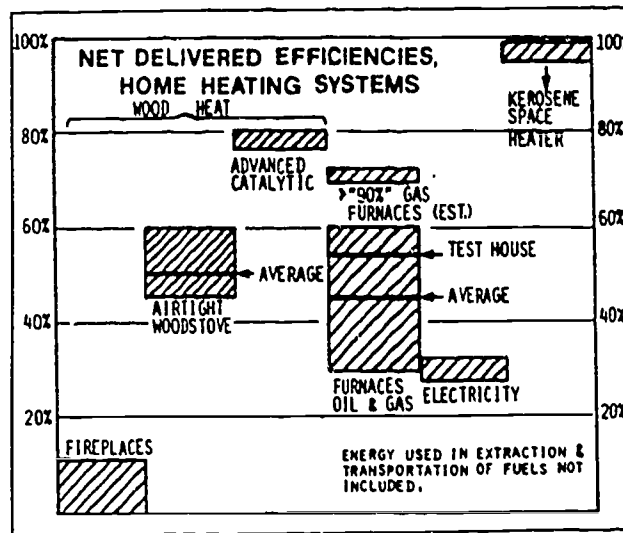 NET DELIVERED EFFICIENCIES,
HOME HEATING SYSTEMS
WOOD HEAT
100%
80%
60%
40%
20%
100%
80%
60%
40%
20%
KEROSENE
SPACE
HEATER
ADVANCED
CATALYTIC
>"90%" GAS
FURNACES (EST.)
TEST HOUSE
AVERAGE
AVERAGE
AIRTIGHT
WOODSTOVE
FURNACES
OIL & GAS
ELECTRICITY
FIREPLACES
ENERGY USED IN EXTRACTION &
TRANSPORTATION OF FUELS NOT
INCLUDED.